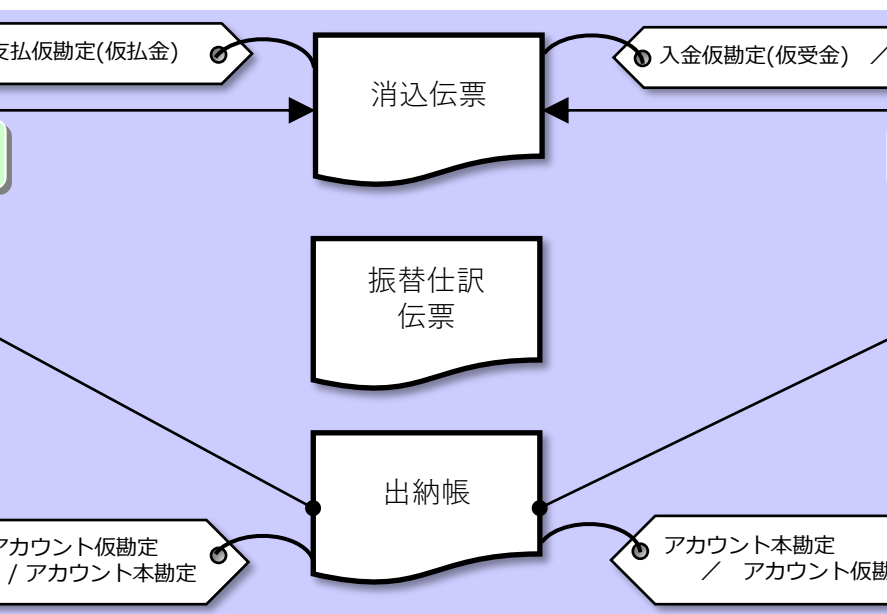 支払仮勘定(仮払金)
消込伝票
入金仮勘定(仮受金) ／
振替仕訳
伝票
出納帳
アカウント仮勘定
/ アカウント本勘定
アカウント本勘定
／ アカウント仮勘